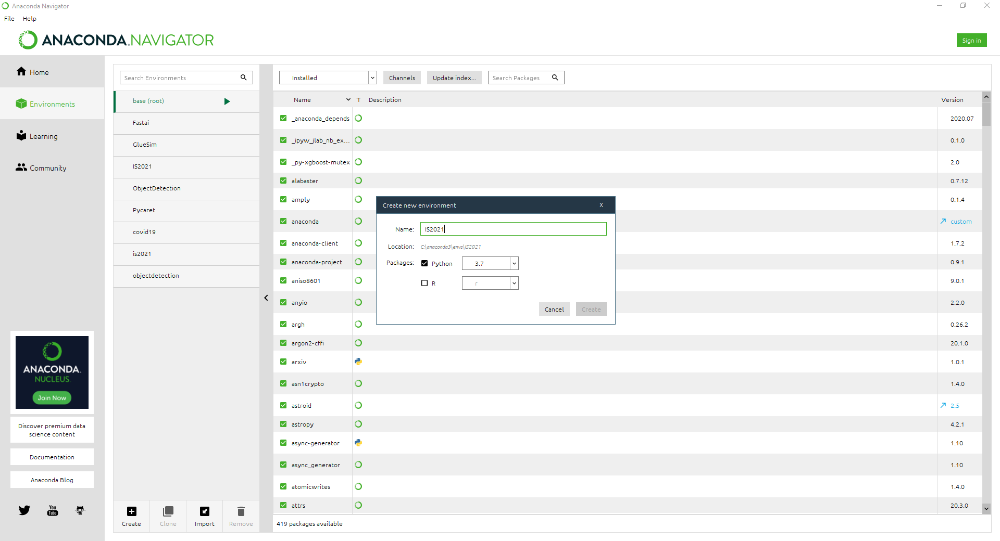 Anaconda Navigator
File Help
ANACONDA.NAVIGATOR
Sign in
Home
Environments
Learning
Community
ANACONDA.
NUCLEUS
Join Now
Discover premium data
science content
Documentation
Anaconda Blog
You
Tube
Search Environments
base (root)
Fastai
GlueSim
IS2021
ObjectDetection
Pycaret
covid19
is2021
objectdetection
Create Clone Import Remove
Installed Channels Update index... Search Packages
Name T Description Version
_anaconda_depends 2020.07
_ipyw_jlab_nb_ex... 0.1.0
_py-xgboost-mutex 2.0
alabaster 0.7.12
amply 0.1.4
anaconda custom
anaconda-client 1.7.2
anaconda-project 0.9.1
aniso8601 9.0.1
anyio 2.2.0
argh 0.26.2
argon2-cffi 20.1.0
arxiv 1.0.1
asn1crypto 1.4.0
astroid 2.5
astropy 4.2.1
async-generator 1.10
async_generator 1.10
atomicwrites 1.4.0
attrs 20.3.0
419 packages available
Create new environment X
Name: IS2021
Location: C:\anaconda3\envs\IS2021
Packages: Python 3.7
R r
Cancel Create